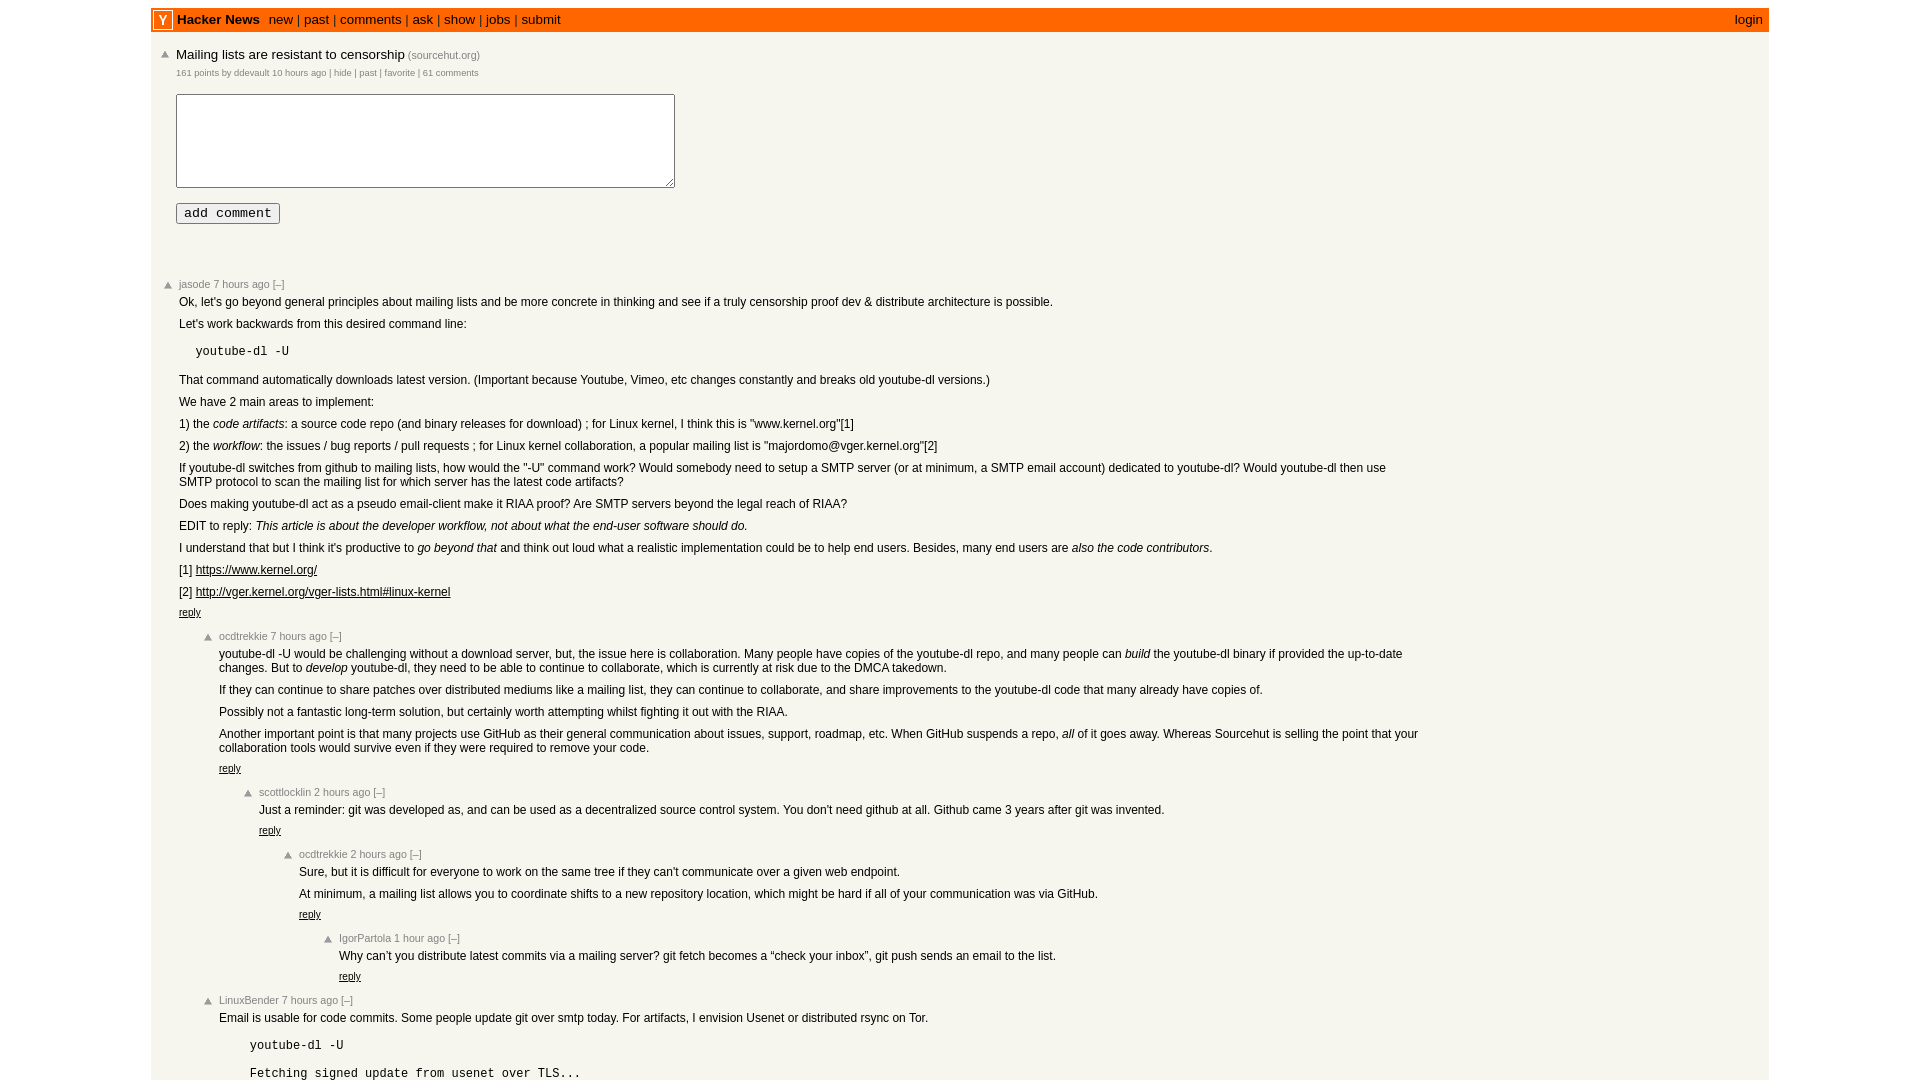 Y Hacker News new | past | comments | ask | show | jobs | submit login
Mailing lists are resistant to censorship (sourcehut.org)
161 points by ddevault 10 hours ago | hide | past | favorite | 61 comments
add comment
jasode 7 hours ago [–]
Ok, let's go beyond general principles about mailing lists and be more concrete in thinking and see if a truly censorship proof dev & distribute architecture is possible.
Let's work backwards from this desired command line:
youtube-dl -U
That command automatically downloads latest version. (Important because Youtube, Vimeo, etc changes constantly and breaks old youtube-dl versions.)
We have 2 main areas to implement:
1) the code artifacts: a source code repo (and binary releases for download) ; for Linux kernel, I think this is "www.kernel.org"[1]
2) the workflow: the issues / bug reports / pull requests ; for Linux kernel collaboration, a popular mailing list is "majordomo@vger.kernel.org"[2]
If youtube-dl switches from github to mailing lists, how would the "-U" command work? Would somebody need to setup a SMTP server (or at minimum, a SMTP email account) dedicated to youtube-dl? Would youtube-dl then use
SMTP protocol to scan the mailing list for which server has the latest code artifacts?
Does making youtube-dl act as a pseudo email-client make it RIAA proof? Are SMTP servers beyond the legal reach of RIAA?
EDIT to reply: This article is about the developer workflow, not about what the end-user software should do.
I understand that but I think it's productive to go beyond that and think out loud what a realistic implementation could be to help end users. Besides, many end users are also the code contributors.
[1] https://www.kernel.org/
[2] http://vger.kernel.org/vger-lists.html#linux-kernel
reply
ocdtrekkie 7 hours ago [–]
youtube-dl -U would be challenging without a download server, but, the issue here is collaboration. Many people have copies of the youtube-dl repo, and many people can build the youtube-dl binary if provided the up-to-date
changes. But to develop youtube-dl, they need to be able to continue to collaborate, which is currently at risk due to the DMCA takedown.
If they can continue to share patches over distributed mediums like a mailing list, they can continue to collaborate, and share improvements to the youtube-dl code that many already have copies of.
Possibly not a fantastic long-term solution, but certainly worth attempting whilst fighting it out with the RIAA.
Another important point is that many projects use GitHub as their general communication about issues, support, roadmap, etc. When GitHub suspends a repo, all of it goes away. Whereas Sourcehut is selling the point that your
collaboration tools would survive even if they were required to remove your code.
reply
scottlocklin 2 hours ago [–]
Just a reminder: git was developed as, and can be used as a decentralized source control system. You don't need github at all. Github came 3 years after git was invented.
reply
ocdtrekkie 2 hours ago [–]
Sure, but it is difficult for everyone to work on the same tree if they can't communicate over a given web endpoint.
At minimum, a mailing list allows you to coordinate shifts to a new repository location, which might be hard if all of your communication was via GitHub.
reply
IgorPartola 1 hour ago [–]
Why can’t you distribute latest commits via a mailing server? git fetch becomes a “check your inbox”, git push sends an email to the list.
reply
LinuxBender 7 hours ago [–]
Email is usable for code commits. Some people update git over smtp today. For artifacts, I envision Usenet or distributed rsync on Tor.
youtube-dl -U
Fetching signed update from usenet over TLS...